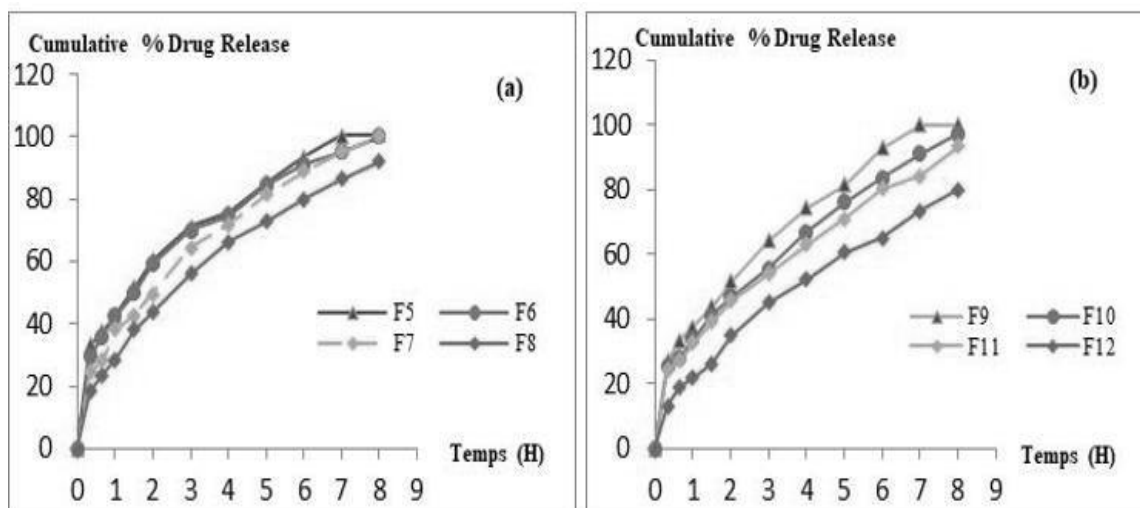 Cumulative % Drug Release
(a)
120
100
80
60
40
20
0
F5 F6
F7 F8
Temps (H)
0 1 2 3 4 5 6 7 8 9
Cumulative % Drug Release
(b)
120
100
80
60
40
20
0
F9 F10
F11 F12
Temps (H)
0 1 2 3 4 5 6 7 8 9